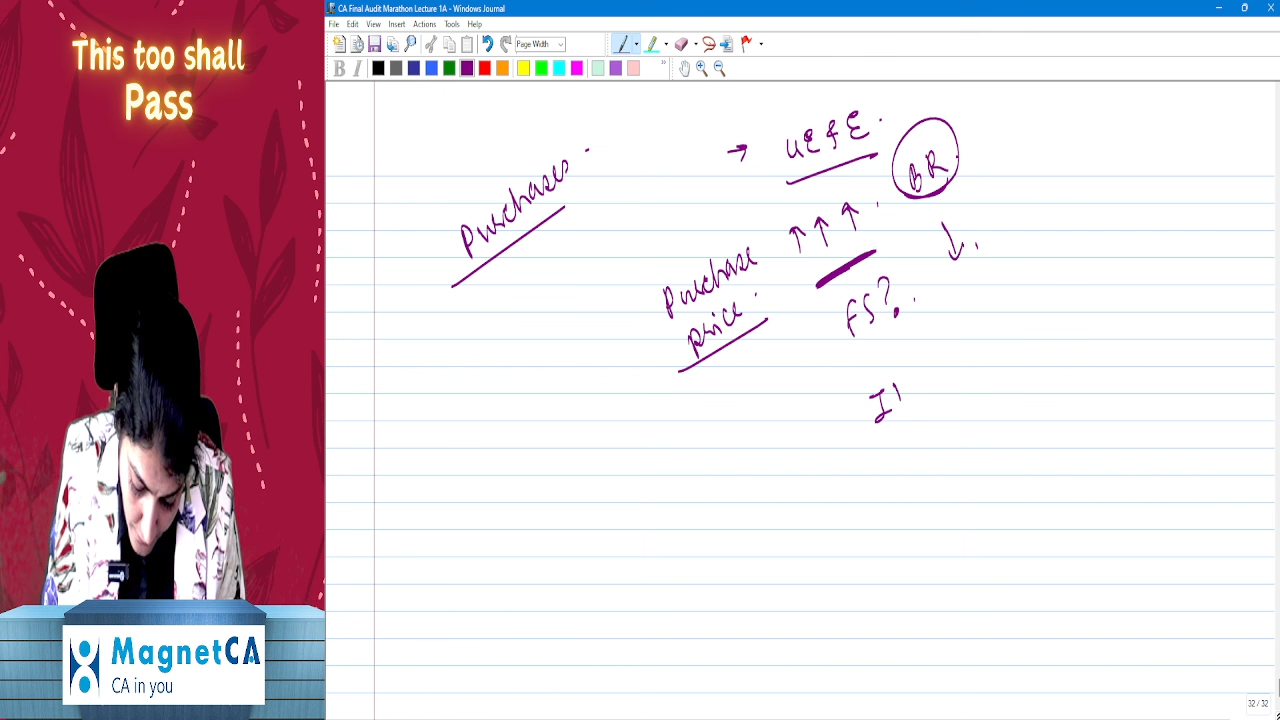 This too shall
Pass
CA Final Audit Marathon Lecture 1A - Windows Journal
File Edit View Insert Actions Tools Help
Page Width
B I
Purchases.
→ UE & E.
BR
↑ ↑ ↑.
↓.
Purchase
price.
FS?
MagnetCA
CA in you
32 / 32